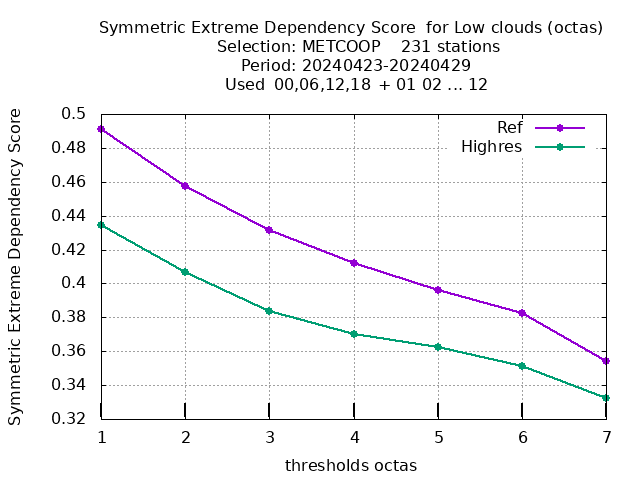 Symmetric Extreme Dependency Score for Low clouds (octas)
Selection: METCOOP 231 stations
Period: 20240423-20240429
Used 00,06,12,18 + 01 02 ... 12
Ref
Highres
Symmetric Extreme Dependency Score
0.5
0.48
0.46
0.44
0.42
0.4
0.38
0.36
0.34
0.32
1 2 3 4 5 6 7
thresholds octas